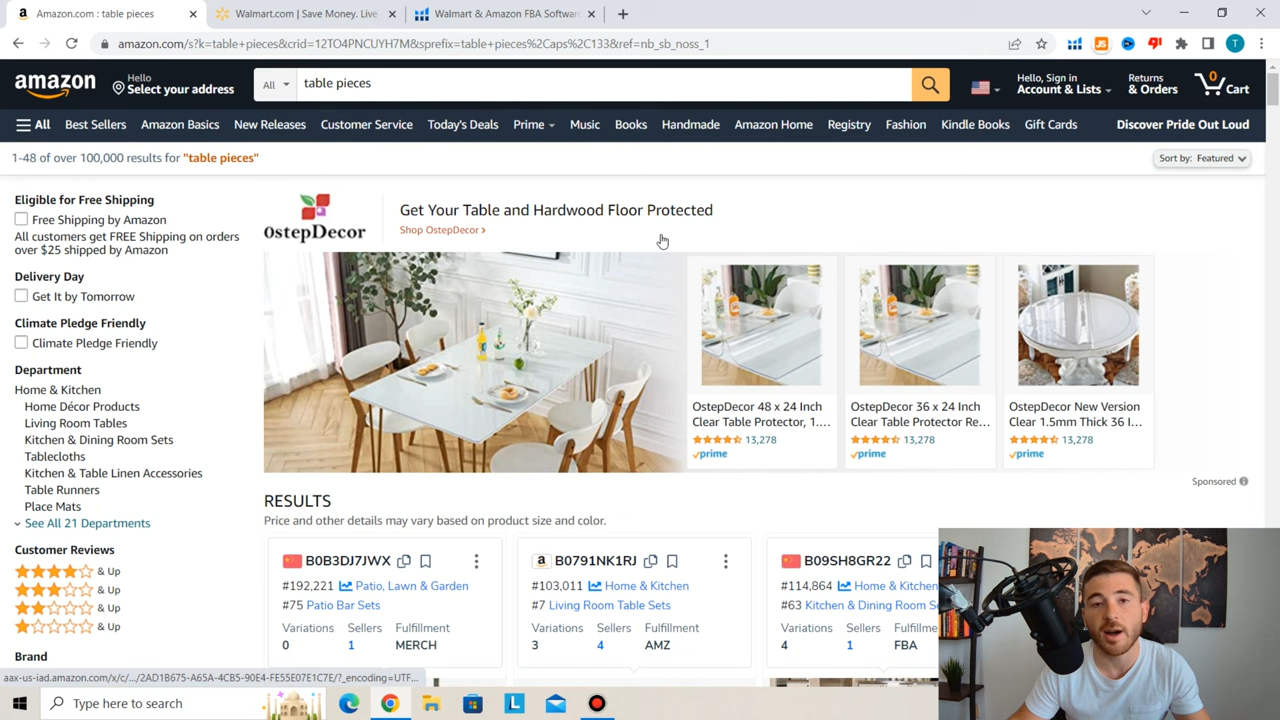 Amazon.com : table pieces
Walmart.com | Save Money. Live
Walmart & Amazon FBA Softwar
amazon.com/s?k=table+pieces&crid=12TO4PNCUYH7M&sprefix=table+pieces%2Caps%2C133&ref=nb_sb_noss_1
T
amazon
Hello
Select your address
All
table pieces
Hello, Sign in
Account & Lists
Returns
& Orders
0
Cart
All
Best Sellers
Amazon Basics
New Releases
Customer Service
Today's Deals
Prime
Music
Books
Handmade
Amazon Home
Registry
Fashion
Kindle Books
Gift Cards
Discover Pride Out Loud
1-48 of over 100,000 results for "table pieces"
Sort by: Featured
Eligible for Free Shipping
Free Shipping by Amazon
All customers get FREE Shipping on orders
over $25 shipped by Amazon
Delivery Day
Get It by Tomorrow
Climate Pledge Friendly
Climate Pledge Friendly
Department
Home & Kitchen
Home Décor Products
Living Room Tables
Kitchen & Dining Room Sets
Tablecloths
Kitchen & Table Linen Accessories
Table Runners
Place Mats
See All 21 Departments
Customer Reviews
& Up
& Up
& Up
& Up
Brand
OstepDecor
Get Your Table and Hardwood Floor Protected
Shop OstepDecor ›
OstepDecor 48 x 24 Inch
Clear Table Protector, 1....
13,278
prime
OstepDecor 36 x 24 Inch
Clear Table Protector Re...
13,278
prime
OstepDecor New Version
Clear 1.5mm Thick 36 I...
13,278
prime
Sponsored
RESULTS
Price and other details may vary based on product size and color.
B0B3DJ7JWX
#192,221 Patio, Lawn & Garden
#75 Patio Bar Sets
Variations Sellers Fulfillment
0 1 MERCH
B0791NK1RJ
#103,011 Home & Kitchen
#7 Living Room Table Sets
Variations Sellers Fulfillment
3 4 AMZ
B09SH8GR22
#114,864 Home & Kitchen
#63 Kitchen & Dining Room S
Variations Sellers Fulfillment
4 1 FBA
aax-us-iad.amazon.com/x/c/.../2AD1B675-A65A-4CB5-90E4-FE55E07E1C7E/?_encoding=UTF...
Type here to search
L